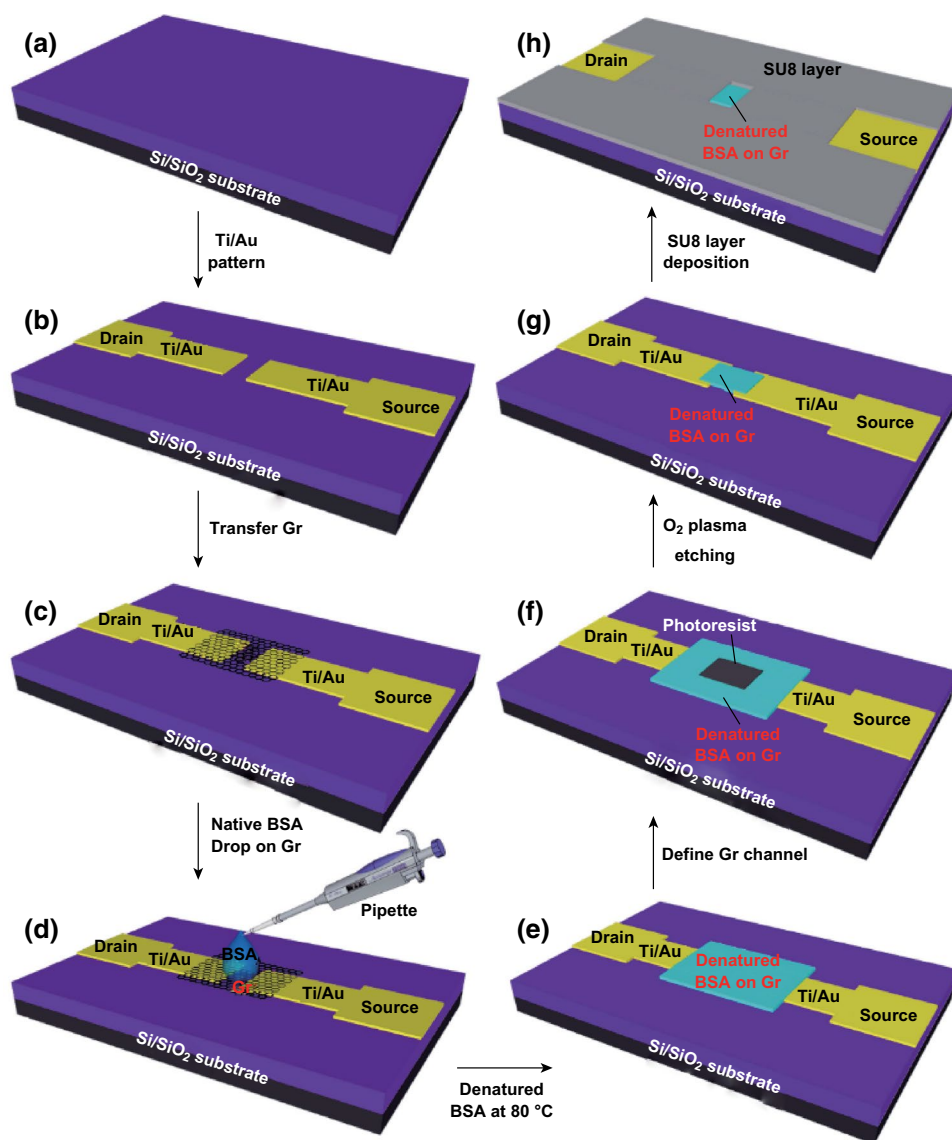 (a)
Si/SiO₂ substrate
Ti/Au
pattern
(b)
Drain
Ti/Au
Ti/Au
Source
Si/SiO₂ substrate
Transfer Gr
(c)
Drain
Ti/Au
Ti/Au
Source
Si/SiO₂ substrate
Native BSA
Drop on Gr
Pipette
(d)
Drain
Ti/Au
BSA
Gr
Ti/Au
Source
Si/SiO₂ substrate
Denatured
BSA at 80 °C
(e)
Drain
Ti/Au
Denatured
BSA on Gr
Ti/Au
Source
Si/SiO₂ substrate
Define Gr channel
(f)
Photoresist
Drain
Ti/Au
Ti/Au
Denatured
BSA on Gr
Source
Si/SiO₂ substrate
O₂ plasma
etching
(g)
Drain
Ti/Au
Ti/Au
Denatured
BSA on Gr
Source
Si/SiO₂ substrate
SU8 layer
deposition
(h)
Drain
SU8 layer
Denatured
BSA on Gr
Source
Si/SiO₂ substrate